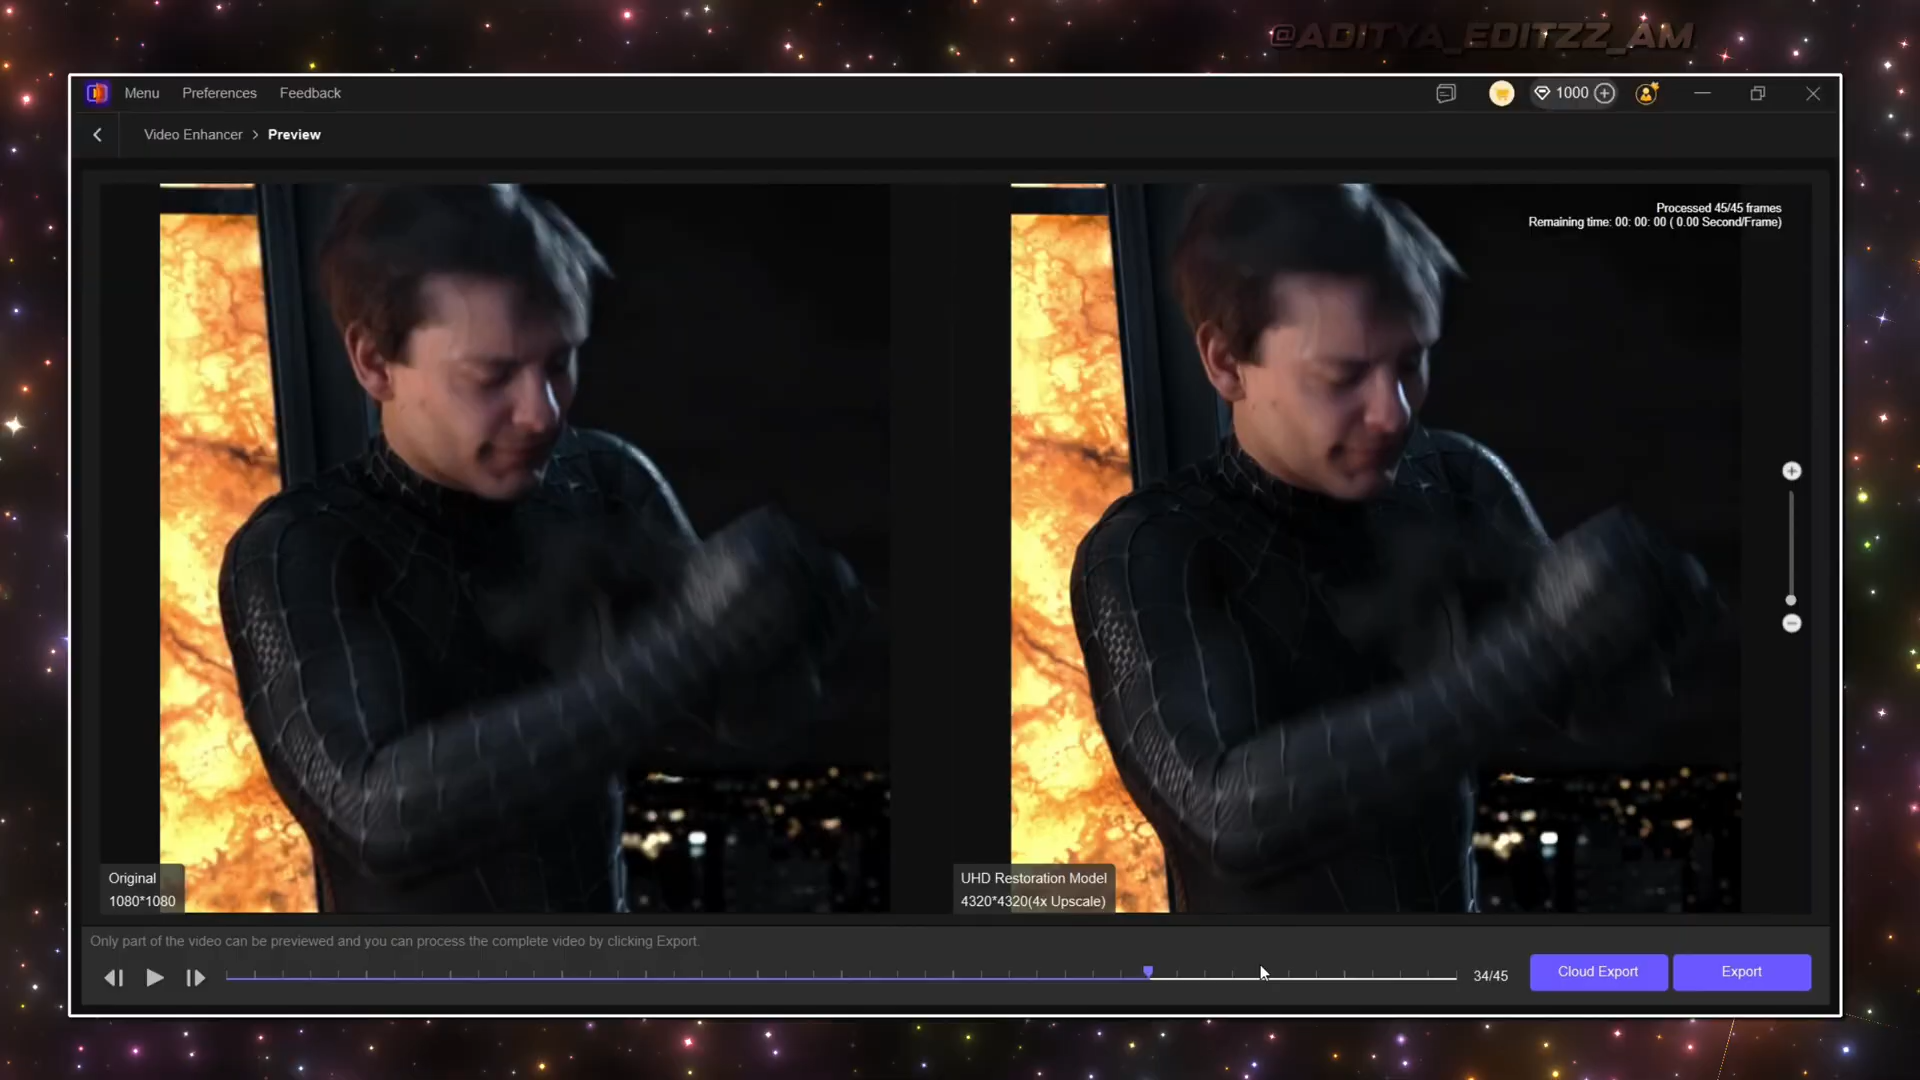 @ADITYA_EDITZZ_AM
Menu Preferences Feedback
1000
Video Enhancer > Preview
Processed 45/45 frames
Remaining time: 00: 00: 00 ( 0.00 Second/Frame)
Original
1080*1080
UHD Restoration Model
4320*4320(4x Upscale)
Only part of the video can be previewed and you can process the complete video by clicking Export.
34/45
Cloud Export
Export